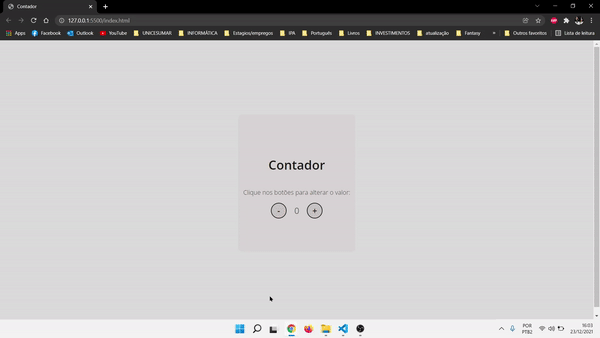 Contador
127.0.0.1:5500/index.html
Apps Facebook Outlook YouTube UNICESUMAR INFORMÁTICA Estagios/empregos IPA Português Livros INVESTIMENTOS atualização Fantasy » Outros favoritos Lista de leitura
Contador
Clique nos botões para alterar o valor:
- 0 +
POR 16:03
PTB2 23/12/2021